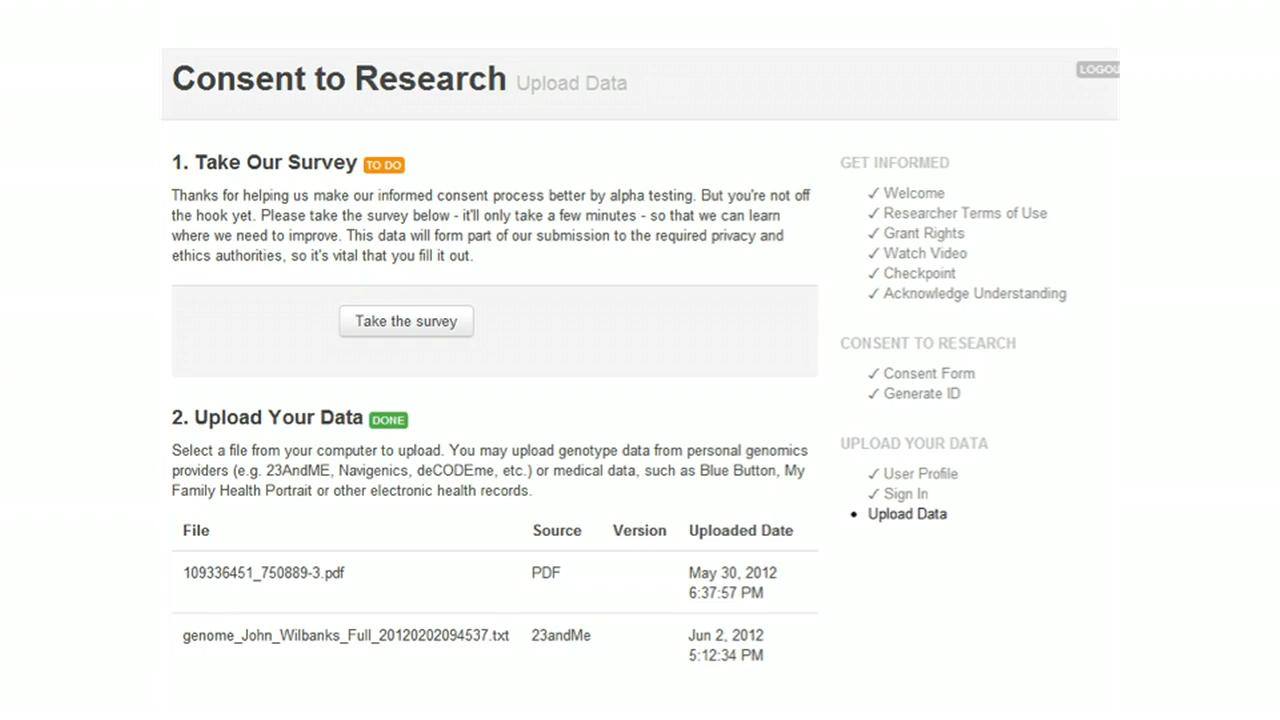 Consent to Research Upload Data
LOGOU
1. Take Our Survey TO DO
Thanks for helping us make our informed consent process better by alpha testing. But you're not off
the hook yet. Please take the survey below - it'll only take a few minutes - so that we can learn
where we need to improve. This data will form part of our submission to the required privacy and
ethics authorities, so it's vital that you fill it out.
Take the survey
2. Upload Your Data DONE
Select a file from your computer to upload. You may upload genotype data from personal genomics
providers (e.g. 23AndME, Navigenics, deCODEme, etc.) or medical data, such as Blue Button, My
Family Health Portrait or other electronic health records.
File Source Version Uploaded Date
109336451_750889-3.pdf PDF May 30, 2012
6:37:57 PM
genome_John_Wilbanks_Full_20120202094537.txt 23andMe Jun 2, 2012
5:12:34 PM
GET INFORMED
✓ Welcome
✓ Researcher Terms of Use
✓ Grant Rights
✓ Watch Video
✓ Checkpoint
✓ Acknowledge Understanding
CONSENT TO RESEARCH
✓ Consent Form
✓ Generate ID
UPLOAD YOUR DATA
✓ User Profile
✓ Sign In
• Upload Data